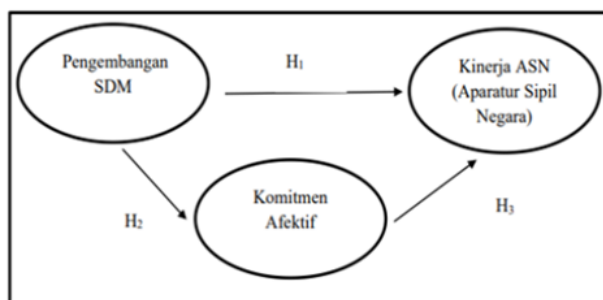 Pengembangan
SDM
H₁
Kinerja ASN
(Aparatur Sipil
Negara)
H₂
Komitmen
Afektif
H₃